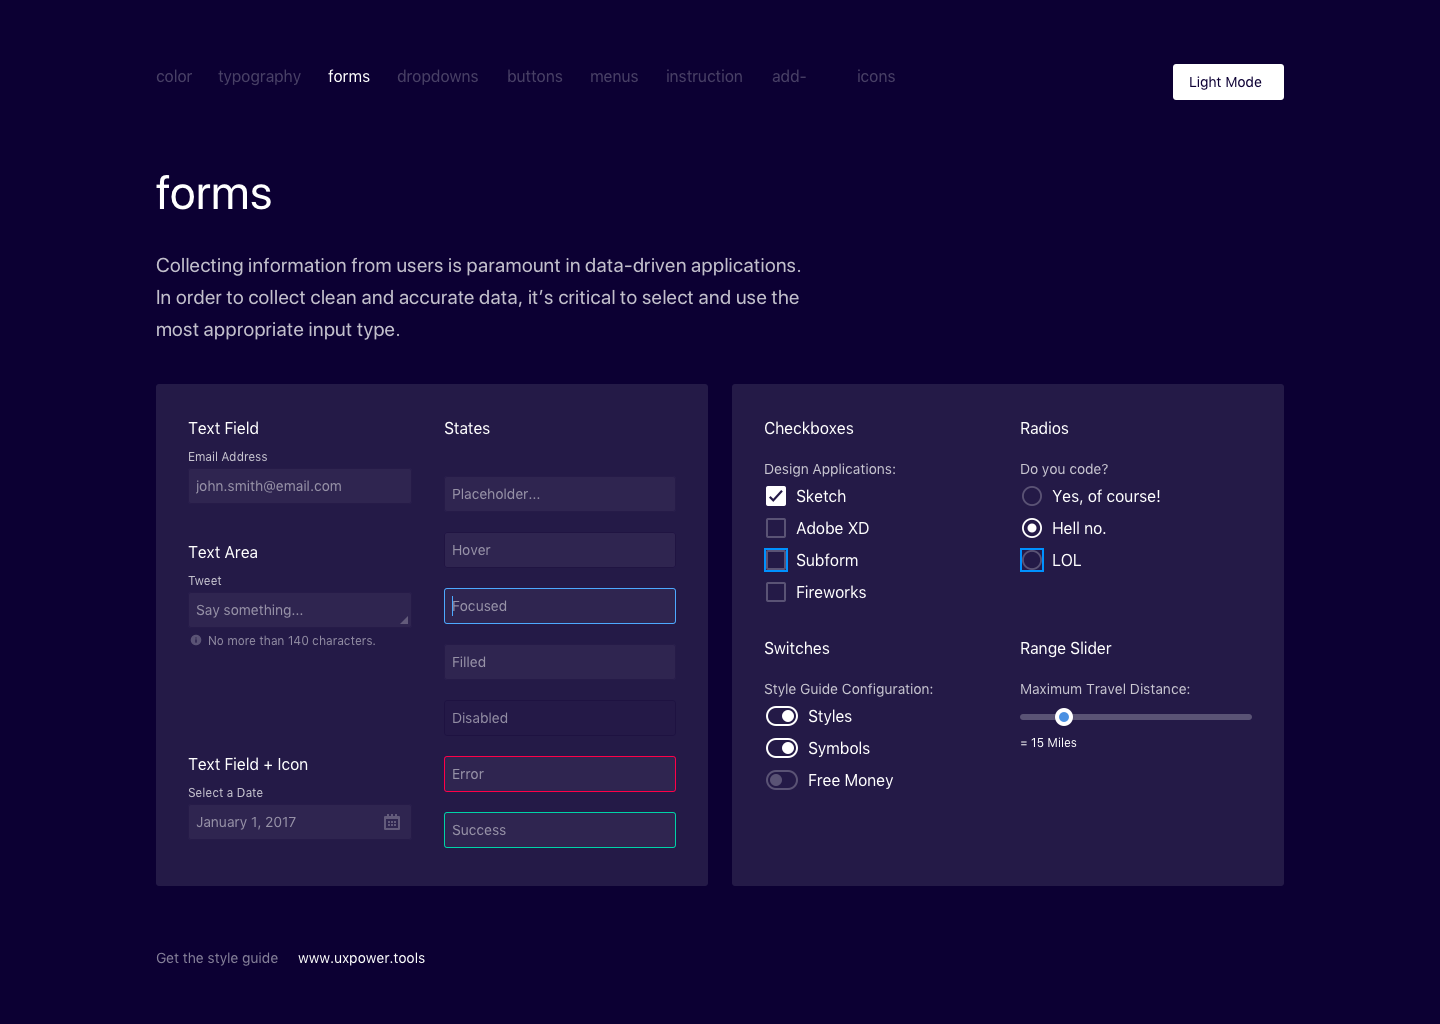 color typography forms dropdowns buttons menus instruction add- icons
Light Mode
forms
Collecting information from users is paramount in data-driven applications.
In order to collect clean and accurate data, it’s critical to select and use the
most appropriate input type.
Text Field
Email Address
john.smith@email.com
Text Area
Tweet
Say something...
No more than 140 characters.
Text Field + Icon
Select a Date
January 1, 2017
States
Placeholder...
Hover
Focused
Filled
Disabled
Error
Success
Checkboxes
Design Applications:
Sketch
Adobe XD
Subform
Fireworks
Radios
Do you code?
Yes, of course!
Hell no.
LOL
Switches
Style Guide Configuration:
Styles
Symbols
Free Money
Range Slider
Maximum Travel Distance:
= 15 Miles
Get the style guide www.uxpower.tools